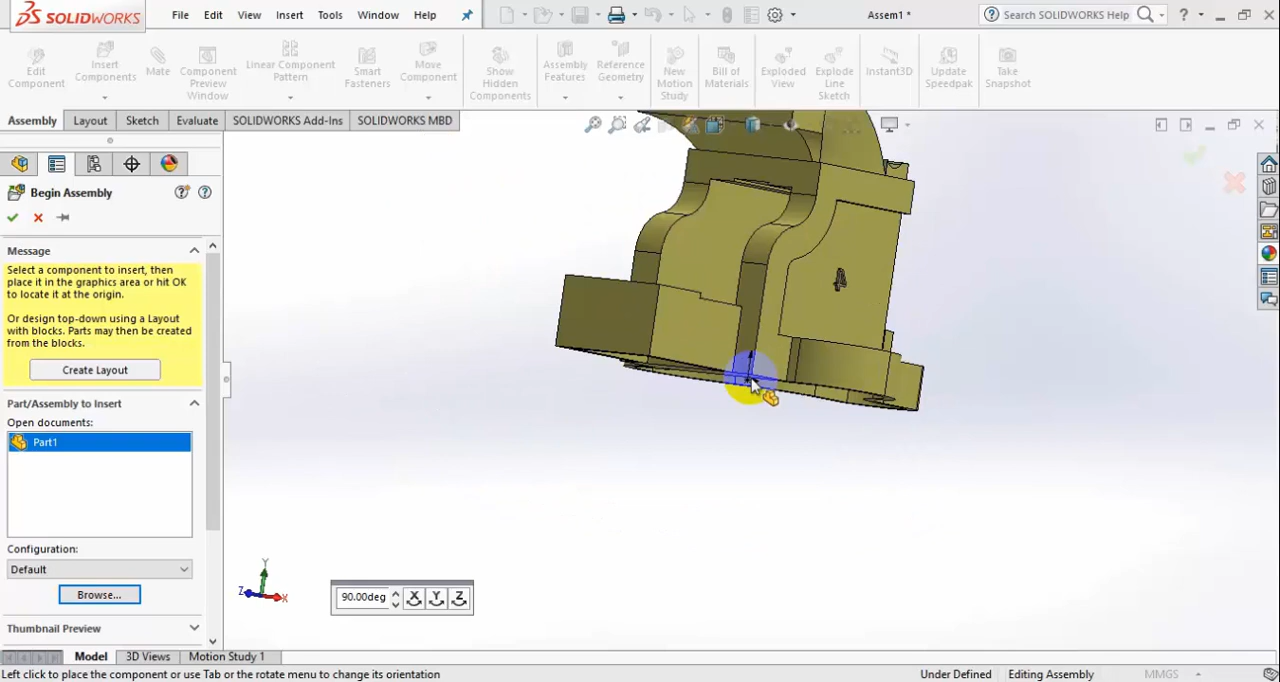 SOLIDWORKS
File Edit View Insert Tools Window Help
Assem1 *
Search SOLIDWORKS Help
Edit Component
Insert Components
Mate
Component Preview Window
Linear Component Pattern
Smart Fasteners
Move Component
Show Hidden Components
Assembly Features
Reference Geometry
New Motion Study
Bill of Materials
Exploded View
Explode Line Sketch
Instant3D
Update Speedpak
Take Snapshot
Assembly Layout Sketch Evaluate SOLIDWORKS Add-Ins SOLIDWORKS MBD
Begin Assembly
Message
Select a component to insert, then
place it in the graphics area or hit OK
to locate it at the origin.
Or design top-down using a Layout
with blocks. Parts may then be created
from the blocks.
Create Layout
Part/Assembly to Insert
Open documents:
Part1
Configuration:
Default
Browse...
Thumbnail Preview
4
Y
Z
X
90.00deg X Y Z
Model 3D Views Motion Study 1
Left click to place the component or use Tab or the rotate menu to change its orientation
Under Defined Editing Assembly MMGS